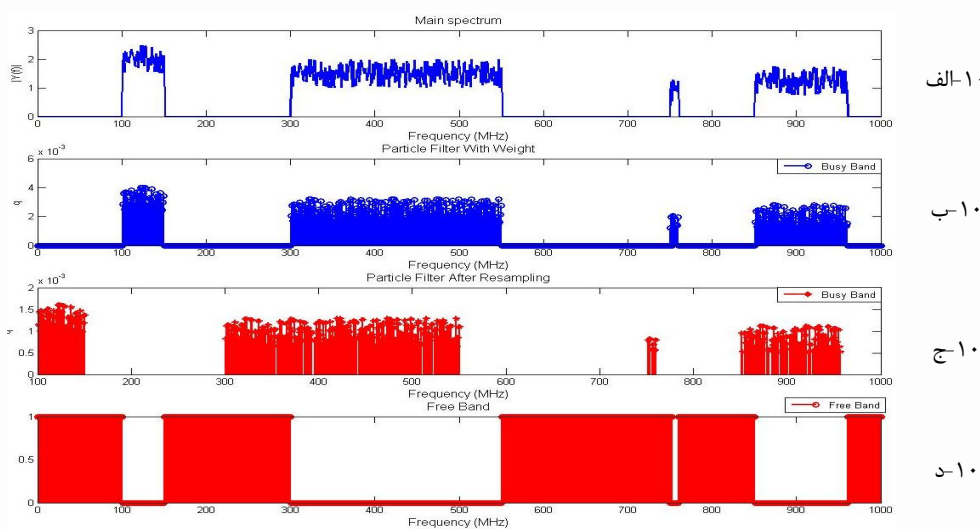 Main spectrum
3
2
1
0
|Y(f)|
0 100 200 300 400 500 600 700 800 900 1000
Frequency (MHz)
۱۰-الف
Particle Filter With Weight
x 10⁻³
6
4
2
0
q
Busy Band
0 100 200 300 400 500 600 700 800 900 1000
Frequency (MHz)
۱۰-ب
Particle Filter After Resampling
x 10⁻³
2
1.5
1
0.5
0
Busy Band
100 200 300 400 500 600 700 800 900 1000
Frequency (MHz)
۱۰-ج
Free Band
1
0.5
0
Free Band
0 100 200 300 400 500 600 700 800 900 1000
Frequency (MHz)
۱۰-د